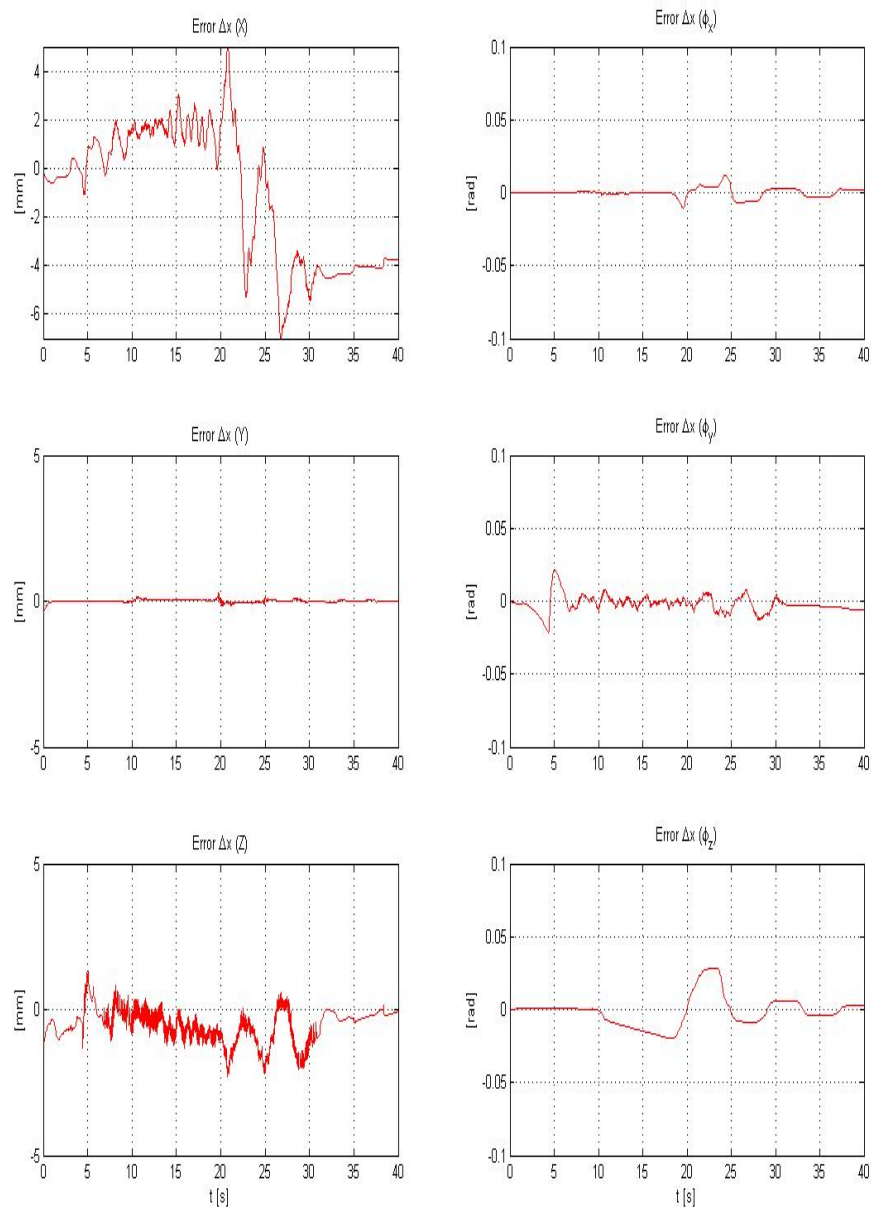 Error Δx (X)
[mm]
4
2
0
-2
-4
-6
0 5 10 15 20 25 30 35 40
Error Δx (ϕx)
[rad]
0.1
0.05
0
-0.05
-0.1
0 5 10 15 20 25 30 35 40
Error Δx (Y)
[mm]
5
0
-5
0 5 10 15 20 25 30 35 40
Error Δx (ϕy)
[rad]
0.1
0.05
0
-0.05
-0.1
0 5 10 15 20 25 30 35 40
Error Δx (Z)
[mm]
5
0
-5
0 5 10 15 20 25 30 35 40
t [s]
Error Δx (ϕz)
[rad]
0.1
0.05
0
-0.05
-0.1
0 5 10 15 20 25 30 35 40
t [s]